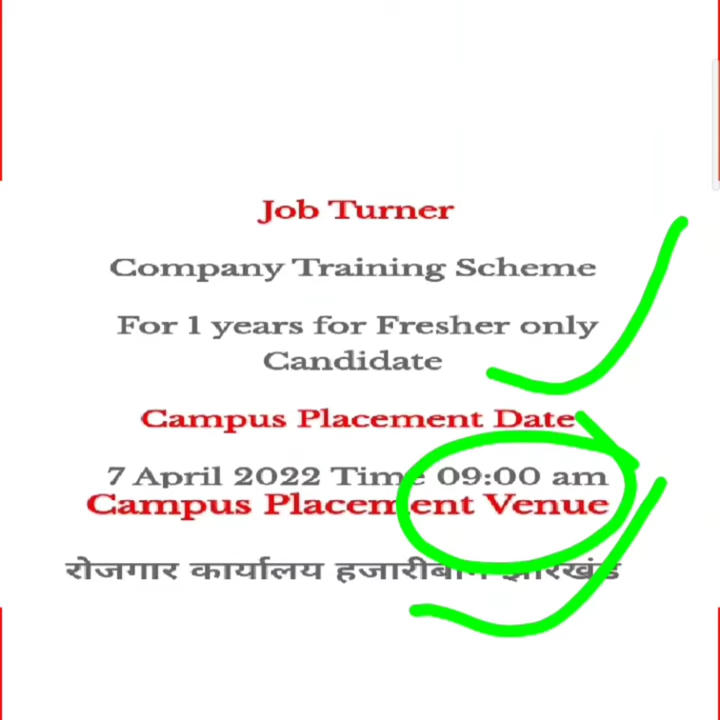 Job Turner
Company Training Scheme
For 1 years for Fresher only
Candidate
Campus Placement Date
7 April 2022 Time 09:00 am
Campus Placement Venue
रोजगार कार्यालय हजारीबाग झारखंड